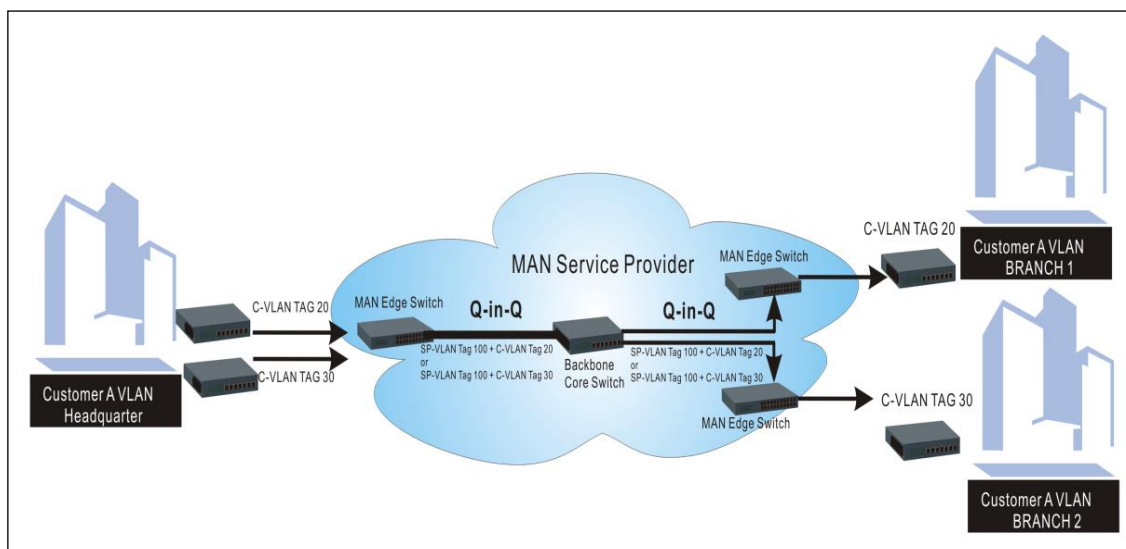 C-VLAN TAG 20
C-VLAN TAG 30
Customer A VLAN
Headquarter
MAN Service Provider
MAN Edge Switch
Q-in-Q
SP-VLAN Tag 100 + C-VLAN Tag 20
or
SP-VLAN Tag 100 + C-VLAN Tag 30
Backbone
Core Switch
Q-in-Q
SP-VLAN Tag 100 + C-VLAN Tag 20
or
SP-VLAN Tag 100 + C-VLAN Tag 30
MAN Edge Switch
MAN Edge Switch
C-VLAN TAG 20
Customer A VLAN
BRANCH 1
C-VLAN TAG 30
Customer A VLAN
BRANCH 2